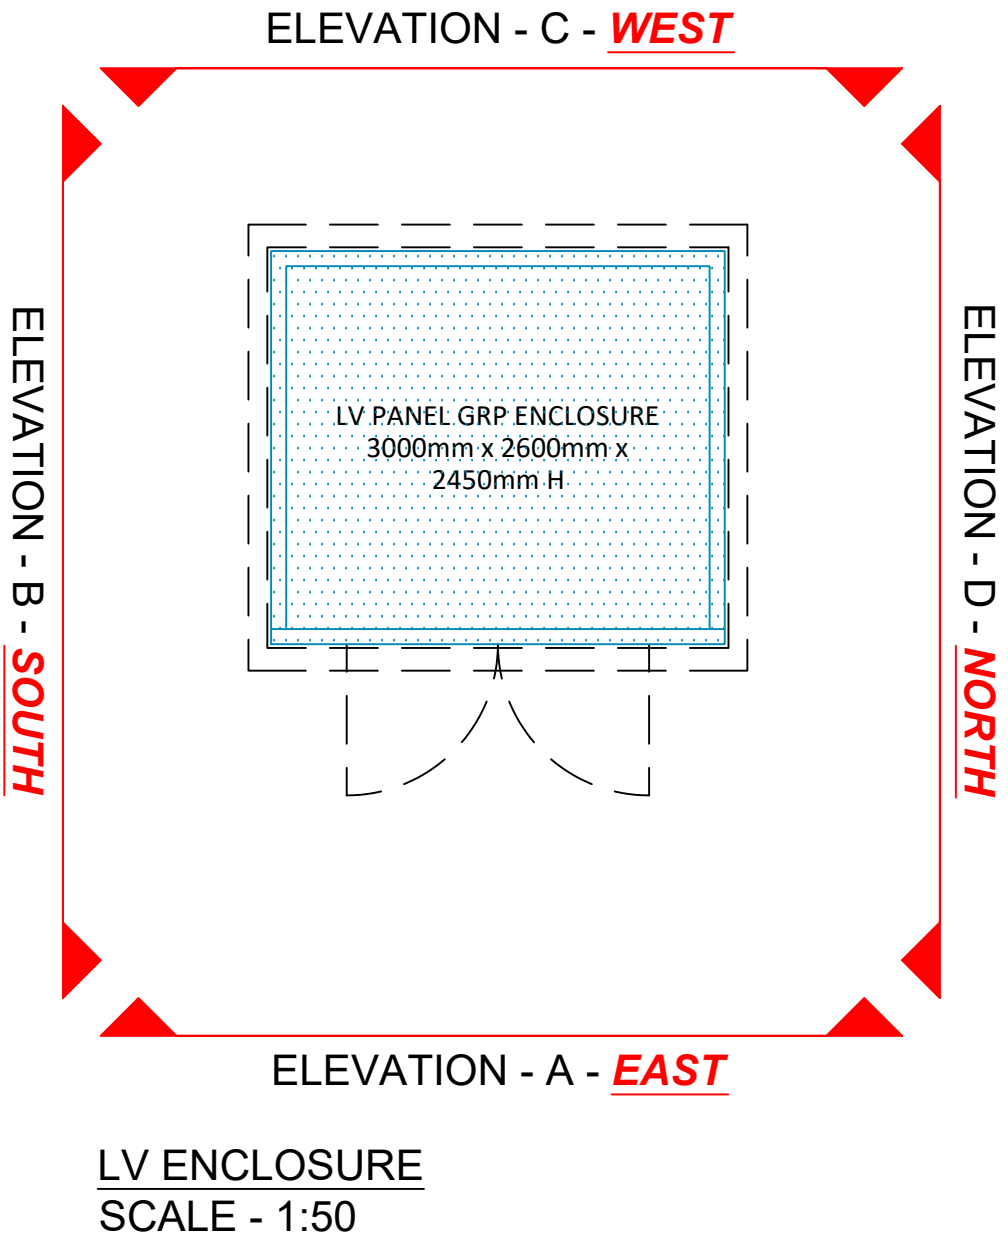 ELEVATION - C - WEST
ELEVATION - B - SOUTH
ELEVATION - D - NORTH
LV PANEL GRP ENCLOSURE
3000mm x 2600mm x
2450mm H
ELEVATION - A - EAST
LV ENCLOSURE
SCALE - 1:50